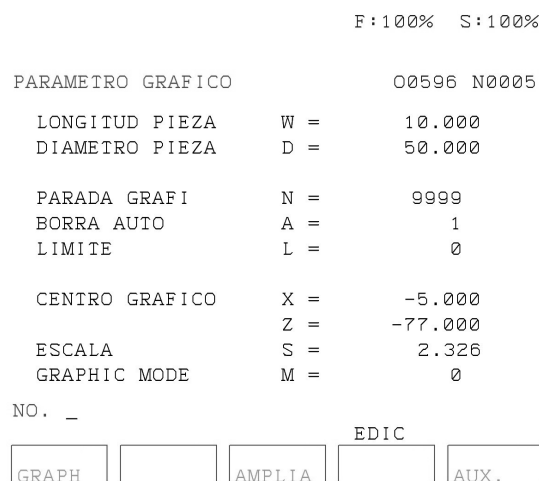 F:100% S:100%
PARAMETRO GRAFICO O0596 N0005
LONGITUD PIEZA W = 10.000
DIAMETRO PIEZA D = 50.000
PARADA GRAFI N = 9999
BORRA AUTO A = 1
LIMITE L = 0
CENTRO GRAFICO X = -5.000
Z = -77.000
ESCALA S = 2.326
GRAPHIC MODE M = 0
NO. _
EDIC
GRAPH AMPLIA AUX.